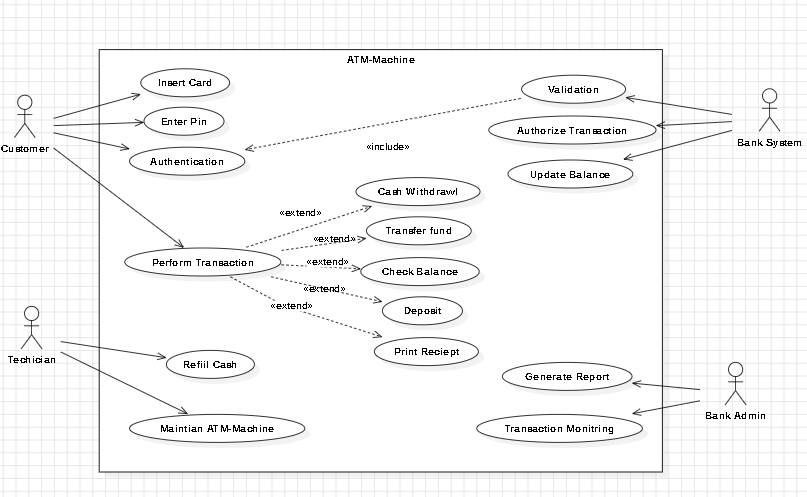 ATM-Machine
Insert Card
Validation
Enter Pin
Authorize Transaction
Customer
Bank System
Authentication
«include»
Update Balance
Cash Withdrawl
«extend»
Transfer fund
«extend»
Perform Transaction
«extend»
Check Balance
«extend»
Deposit
«extend»
Print Reciept
Techician
Refill Cash
Generate Report
Bank Admin
Maintian ATM-Machine
Transaction Monitring